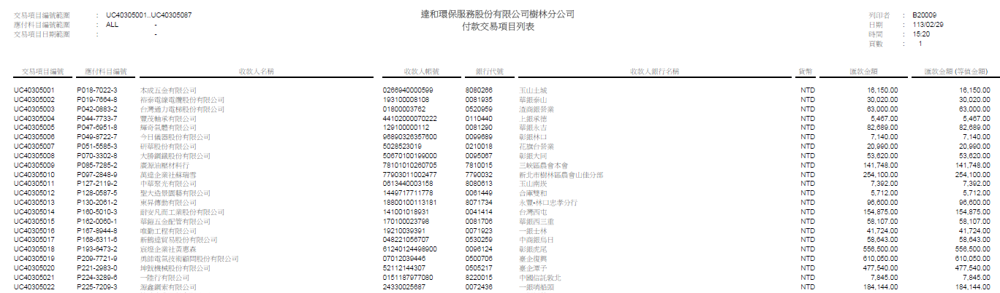 交易項目編號範圍 : UC40305001..UC40305087 達和環保服務股份有限公司樹林分公司 列印者 : B20009
應付科目編號範圍 : ALL - 付款交易項目列表 日期 : 113/02/29
交易項目日期範圍 : - 時間 : 15:20
頁數 : 1
交易項目編號 應付科目編號 收款人名稱 收款人帳號 銀行代號 收款人銀行名稱 貨幣 匯款金額 匯款金額 (等值金額)
UC40305001 P018-7022-3 本成五金有限公司 0266940000599 8080266 玉山土城 NTD 16,150.00 16,150.00
UC40305002 P019-7664-8 裕泰電線電纜股份有限公司 193100008108 0081935 華銀泰山 NTD 30,020.00 30,020.00
UC40305003 P042-0883-2 台灣通力電梯股份有限公司 01800003762 0520959 渣商銀營業 NTD 63,000.00 63,000.00
UC40305004 P044-7733-7 豐茂軸承有限公司 44102000070222 0110440 上銀承德 NTD 5,467.00 5,467.00
UC40305005 P047-6951-8 輝奇氣體有限公司 129100000112 0081290 華銀永吉 NTD 82,689.00 82,689.00
UC40305006 P049-8722-7 今日儀器股份有限公司 96890326357600 0099689 彰銀林口 NTD 7,140.00 7,140.00
UC40305007 P051-5585-3 研華股份有限公司 5028523019 0210018 花旗台營業 NTD 20,990.00 20,990.00
UC40305008 P070-3302-8 大勝鋼鐵股份有限公司 50670100199000 0095067 彰銀大同 NTD 53,620.00 53,620.00
UC40305009 P085-7285-2 廣源油壓材料行 78101010260705 7810015 三峽區農會本會 NTD 141,748.00 141,748.00
UC40305010 P097-2848-9 萬達企業社蘇瑞雪 77903011002477 7790032 新北市樹林區農會山佳分部 NTD 254,100.00 254,100.00
UC40305011 P127-2119-2 中華聚光有限公司 0613440003158 8080613 玉山南崁 NTD 7,392.00 7,392.00
UC40305012 P128-0587-5 聖大造景園藝有限公司 1449717711778 0061449 合庫雙和 NTD 5,712.00 5,712.00
UC40305013 P130-2061-2 東昇傳動有限公司 18800100113181 8071734 永豐-林口忠孝分行 NTD 96,600.00 96,600.00
UC40305014 P160-5010-3 耐安凡而工業股份有限公司 141001018931 0041414 台灣西屯 NTD 154,875.00 154,875.00
UC40305015 P162-0060-1 華鎧五金配管有限公司 170100023798 0081706 華銀西三重 NTD 58,107.00 58,107.00
UC40305016 P167-8944-8 唯勤工程有限公司 19210039391 0071923 一銀士林 NTD 41,724.00 41,724.00
UC40305017 P168-6311-6 新鶴達貿易股份有限公司 048221056707 0530259 中商銀烏日 NTD 58,643.00 58,643.00
UC40305018 P193-6473-2 宸燈企業社黃惠森 61240124498900 0096124 彰銀虎尾 NTD 556,500.00 556,500.00
UC40305019 P209-7721-9 勇帥電氣技術顧問股份有限公司 07012039446 0500706 臺企復興 NTD 610,050.00 610,050.00
UC40305020 P221-2983-0 坤號機械股份有限公司 52112144307 0505217 臺企潭子 NTD 477,540.00 477,540.00
UC40305021 P224-3289-6 一陸行有限公司 0151187977080 8220015 中國信託敦北 NTD 7,845.00 7,845.00
UC40305022 P225-7209-3 源鑫鋼索有限公司 24330025687 0072436 一銀哨船頭 NTD 184,144.00 184,144.00